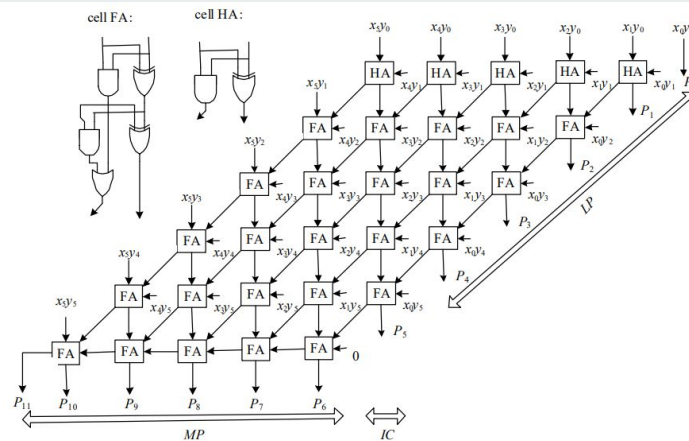 cell FA: cell HA: x₅y₀ x₄y₀ x₃y₀ x₂y₀ x₁y₀ x₀y
HA HA HA HA HA
x₅y₁ x₄y₁ x₃y₁ x₂y₁ x₁y₁ x₀y₁
P₁
FA FA FA FA FA
x₅y₂ x₄y₂ x₃y₂ x₂y₂ x₁y₂ x₀y₂
P₂
FA FA FA FA FA
x₅y₃ x₄y₃ x₃y₃ x₂y₃ x₁y₃ x₀y₃
P₃ LP
FA FA FA FA FA
x₅y₄ x₄y₄ x₃y₄ x₂y₄ x₁y₄ x₀y₄
P₄
FA FA FA FA FA
x₅y₅ x₄y₅ x₃y₅ x₂y₅ x₁y₅ x₀y₅
P₅
FA FA FA FA FA 0
P₁₁ P₁₀ P₉ P₈ P₇ P₆
MP IC